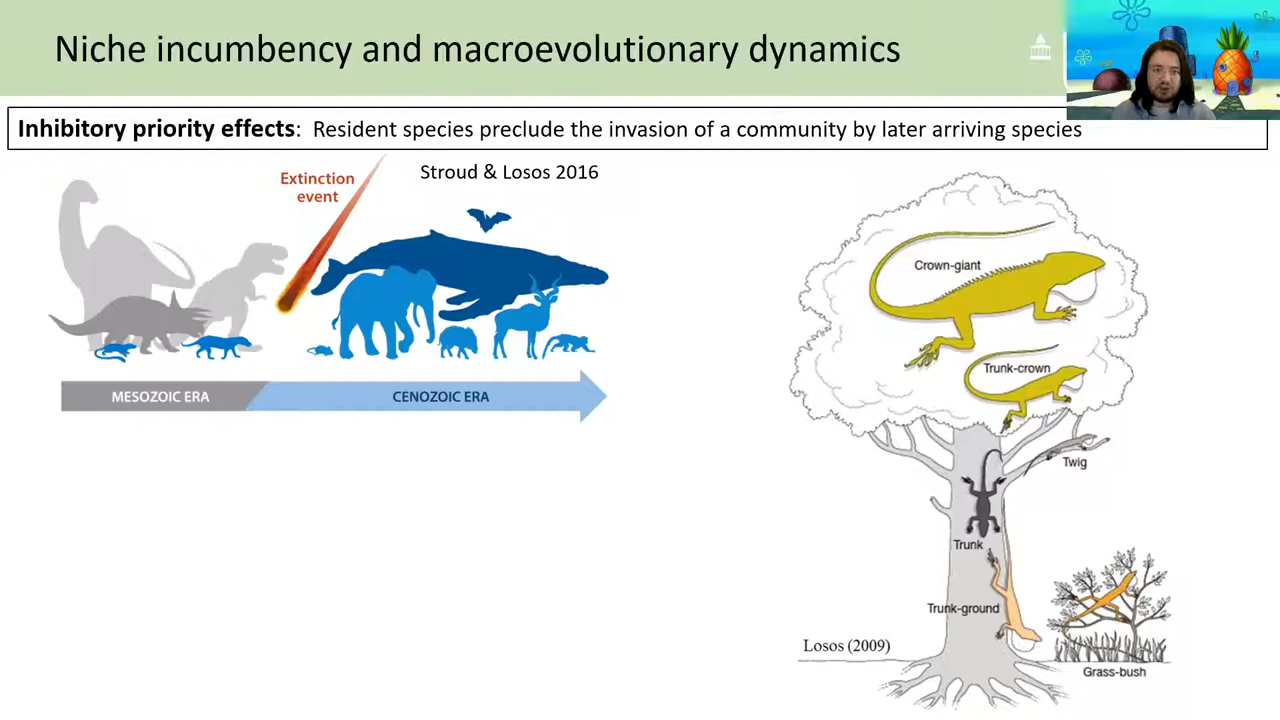 Niche incumbency and macroevolutionary dynamics
Inhibitory priority effects: Resident species preclude the invasion of a community by later arriving species
Stroud & Losos 2016
Extinction
event
MESOZOIC ERA
CENOZOIC ERA
Crown-giant
Trunk-crown
Twig
Trunk
Trunk-ground
Losos (2009)
Grass-bush